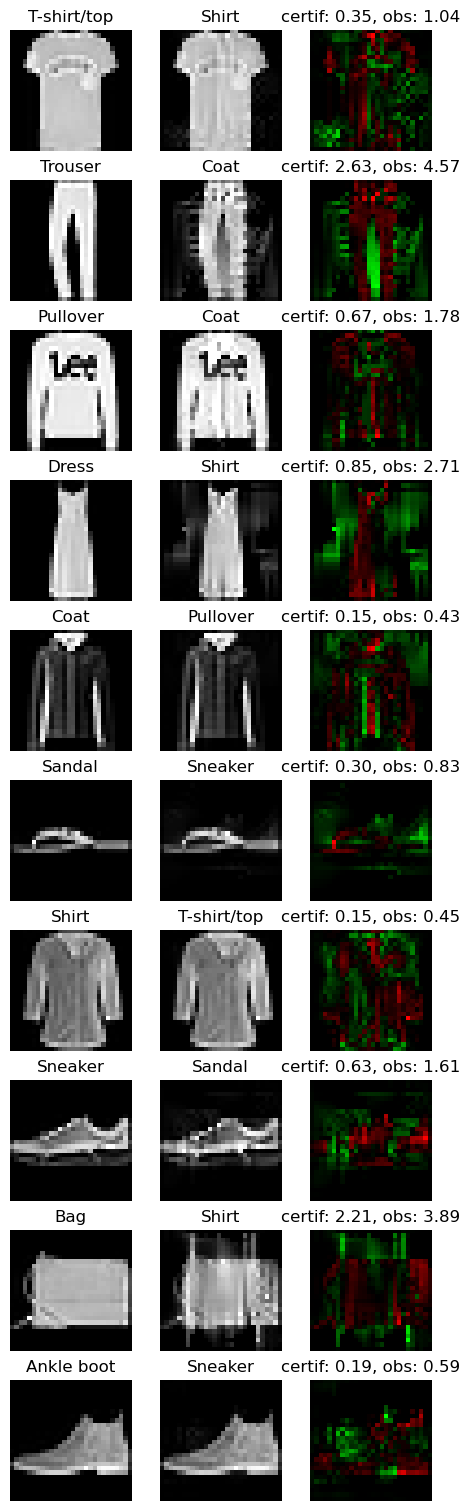 T-shirt/top Shirt certif: 0.35, obs: 1.04
Trouser Coat certif: 2.63, obs: 4.57
Pullover Coat certif: 0.67, obs: 1.78
Lee Lee
Dress Shirt certif: 0.85, obs: 2.71
Coat Pullover certif: 0.15, obs: 0.43
Sandal Sneaker certif: 0.30, obs: 0.83
Shirt T-shirt/top certif: 0.15, obs: 0.45
Sneaker Sandal certif: 0.63, obs: 1.61
Bag Shirt certif: 2.21, obs: 3.89
Ankle boot Sneaker certif: 0.19, obs: 0.59